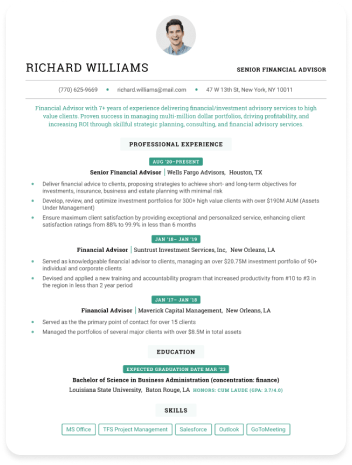 RICHARD WILLIAMS
SENIOR FINANCIAL ADVISOR
(770) 625-9669 • richard.williams@mail.com • 47 W 13th St, New York, NY 10011
Financial Advisor with 7+ years of experience delivering financial/investment advisory services to high
value clients. Proven success in managing multi-million dollar portfolios, driving profitability, and
increasing ROI through skillful strategic planning, consulting, and financial advisory services.
PROFESSIONAL EXPERIENCE
AUG '20–PRESENT
Senior Financial Advisor | Wells Fargo Advisors, Houston, TX
• Deliver financial advice to clients, proposing strategies to achieve short- and long-term objectives for
investments, insurance, business and estate planning with minimal risk
• Develop, review, and optimize investment portfolios for 300+ high value clients with over $190M AUM (Assets
Under Management)
• Ensure maximum client satisfaction by providing exceptional and personalized service, enhancing client
satisfaction ratings from 88% to 99.9% in less than 6 months
JAN '18– JAN '19
Financial Advisor | Suntrust Investment Services, Inc, New Orleans, LA
• Served as knowledgeable financial advisor to clients, managing an over $20.75M investment portfolio of 90+
individual and corporate clients
• Devised and applied a new training and accountability program that increased productivity from #10 to #3 in
the region in less than 2 year period
JAN '17– JAN '18
Financial Advisor | Maverick Capital Management, New Orleans, LA
• Served as the the primary point of contact for over 15 clients
• Managed the portfolios of several major clients with over $8.5M in total assets
EDUCATION
EXPECTED GRADUATION DATE MAR '23
Bachelor of Science in Business Administration (concentration: finance)
Louisiana State University, Baton Rouge, LA HONORS: CUM LAUDE (GPA: 3.7/4.0)
SKILLS
MS Office TFS Project Management Salesforce Outlook GoToMeeting